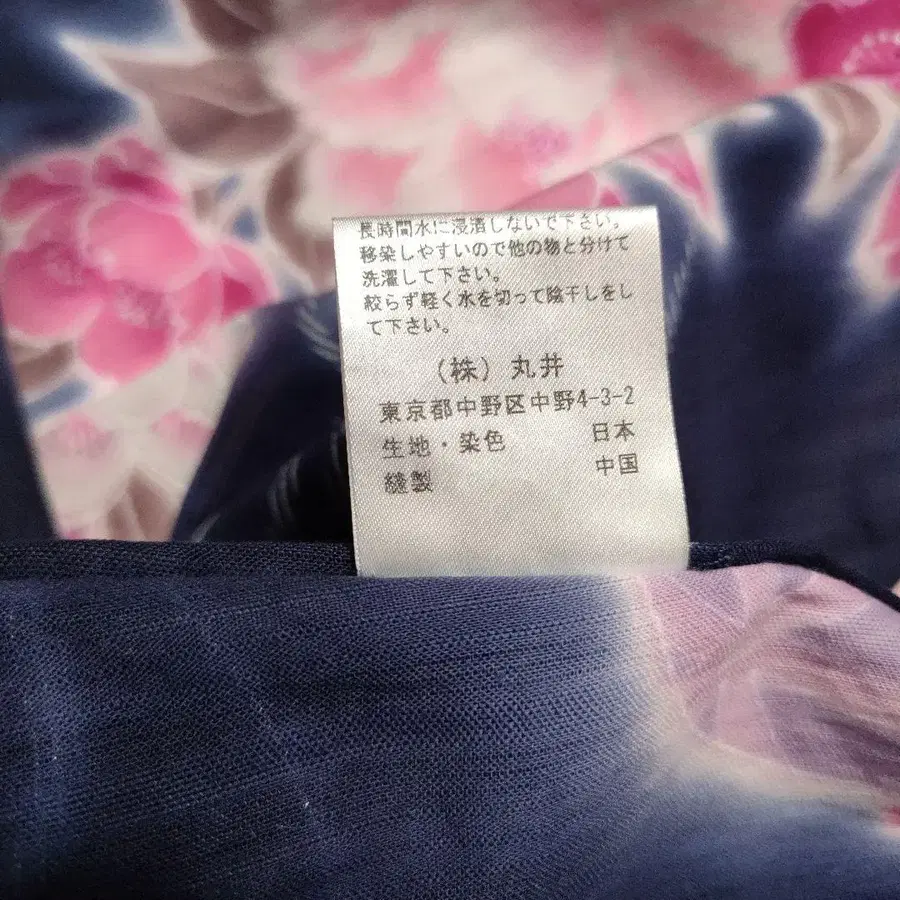 長時間水に浸漬しないで下さい。
移染しやすいので他の物と分けて
洗濯して下さい。
絞らず軽く水を切って陰干しをし
て下さい。
(株) 丸井
東京都中野区中野4-3-2
生地・染色 日本
縫製 中国